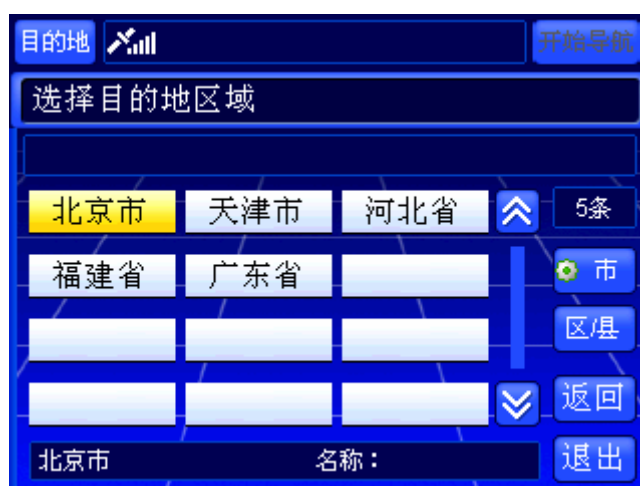 目的地 开始导航
选择目的地区域
北京市 天津市 河北省 5条
福建省 广东省 市
区/县
返回
北京市 名称： 退出